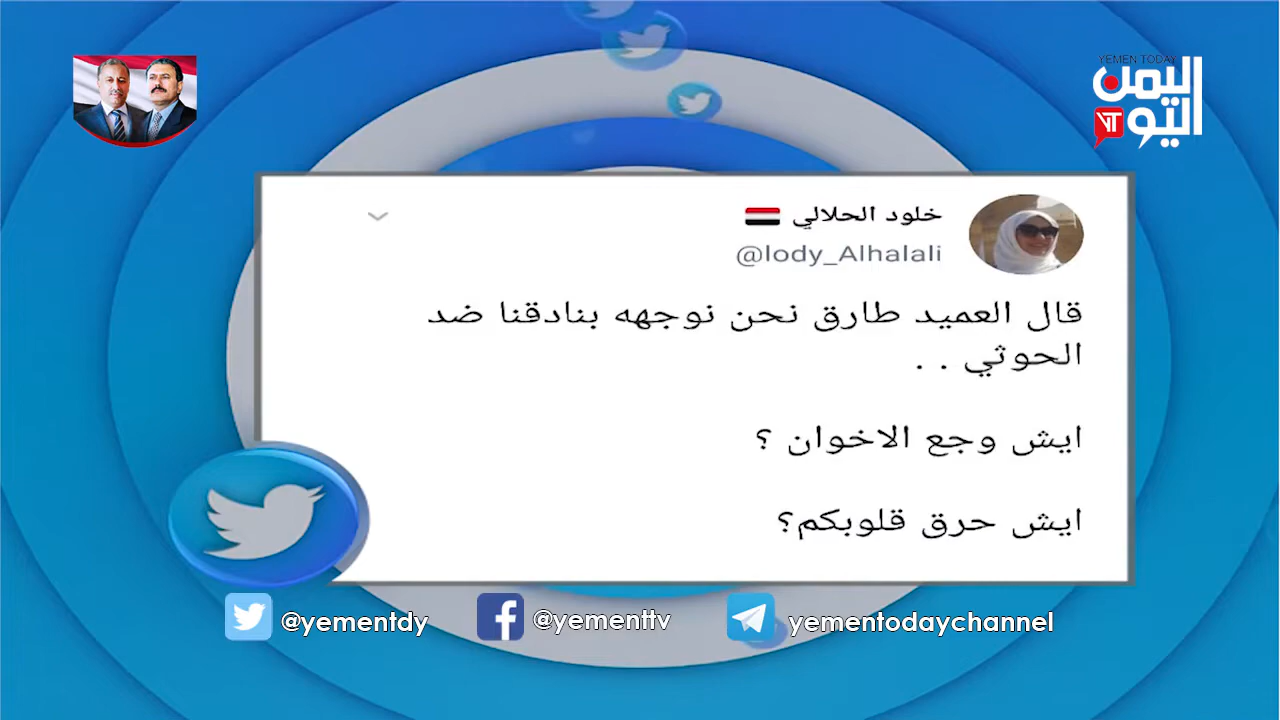 YEMEN TODAY
اليمن
اليوم
YT
خلود الحلالي
@lody_Alhalali
قال العميد طارق نحن نوجهه بنادقنا ضد
الحوثي . .
ايش وجع الاخوان ؟
ايش حرق قلوبكم؟
@yementdy
@yementtv
yementodaychannel